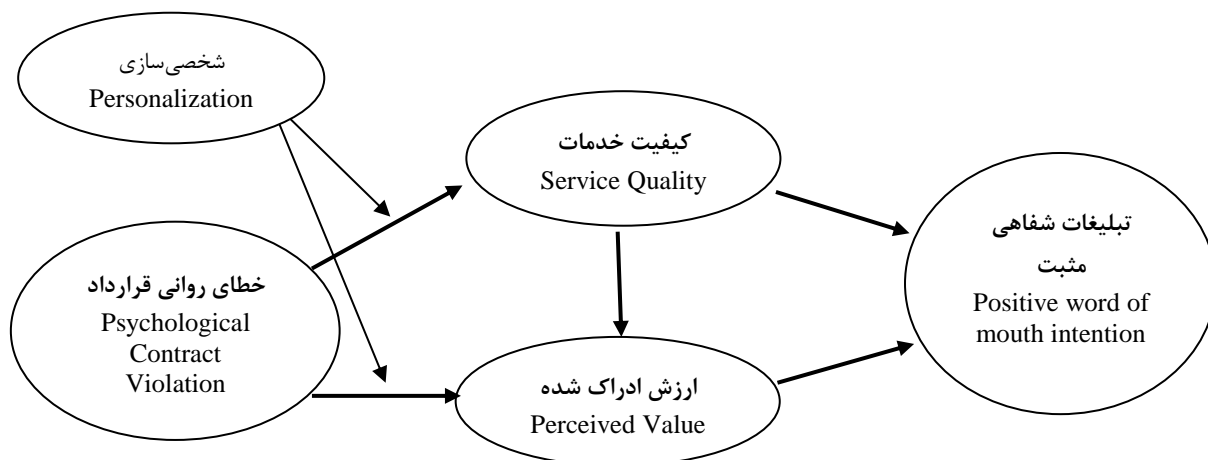 شخصی‌سازی
Personalization
کیفیت خدمات
Service Quality
خطای روانی قرارداد
Psychological
Contract
Violation
ارزش ادراک شده
Perceived Value
تبلیغات شفاهی
مثبت
Positive word of
mouth intention